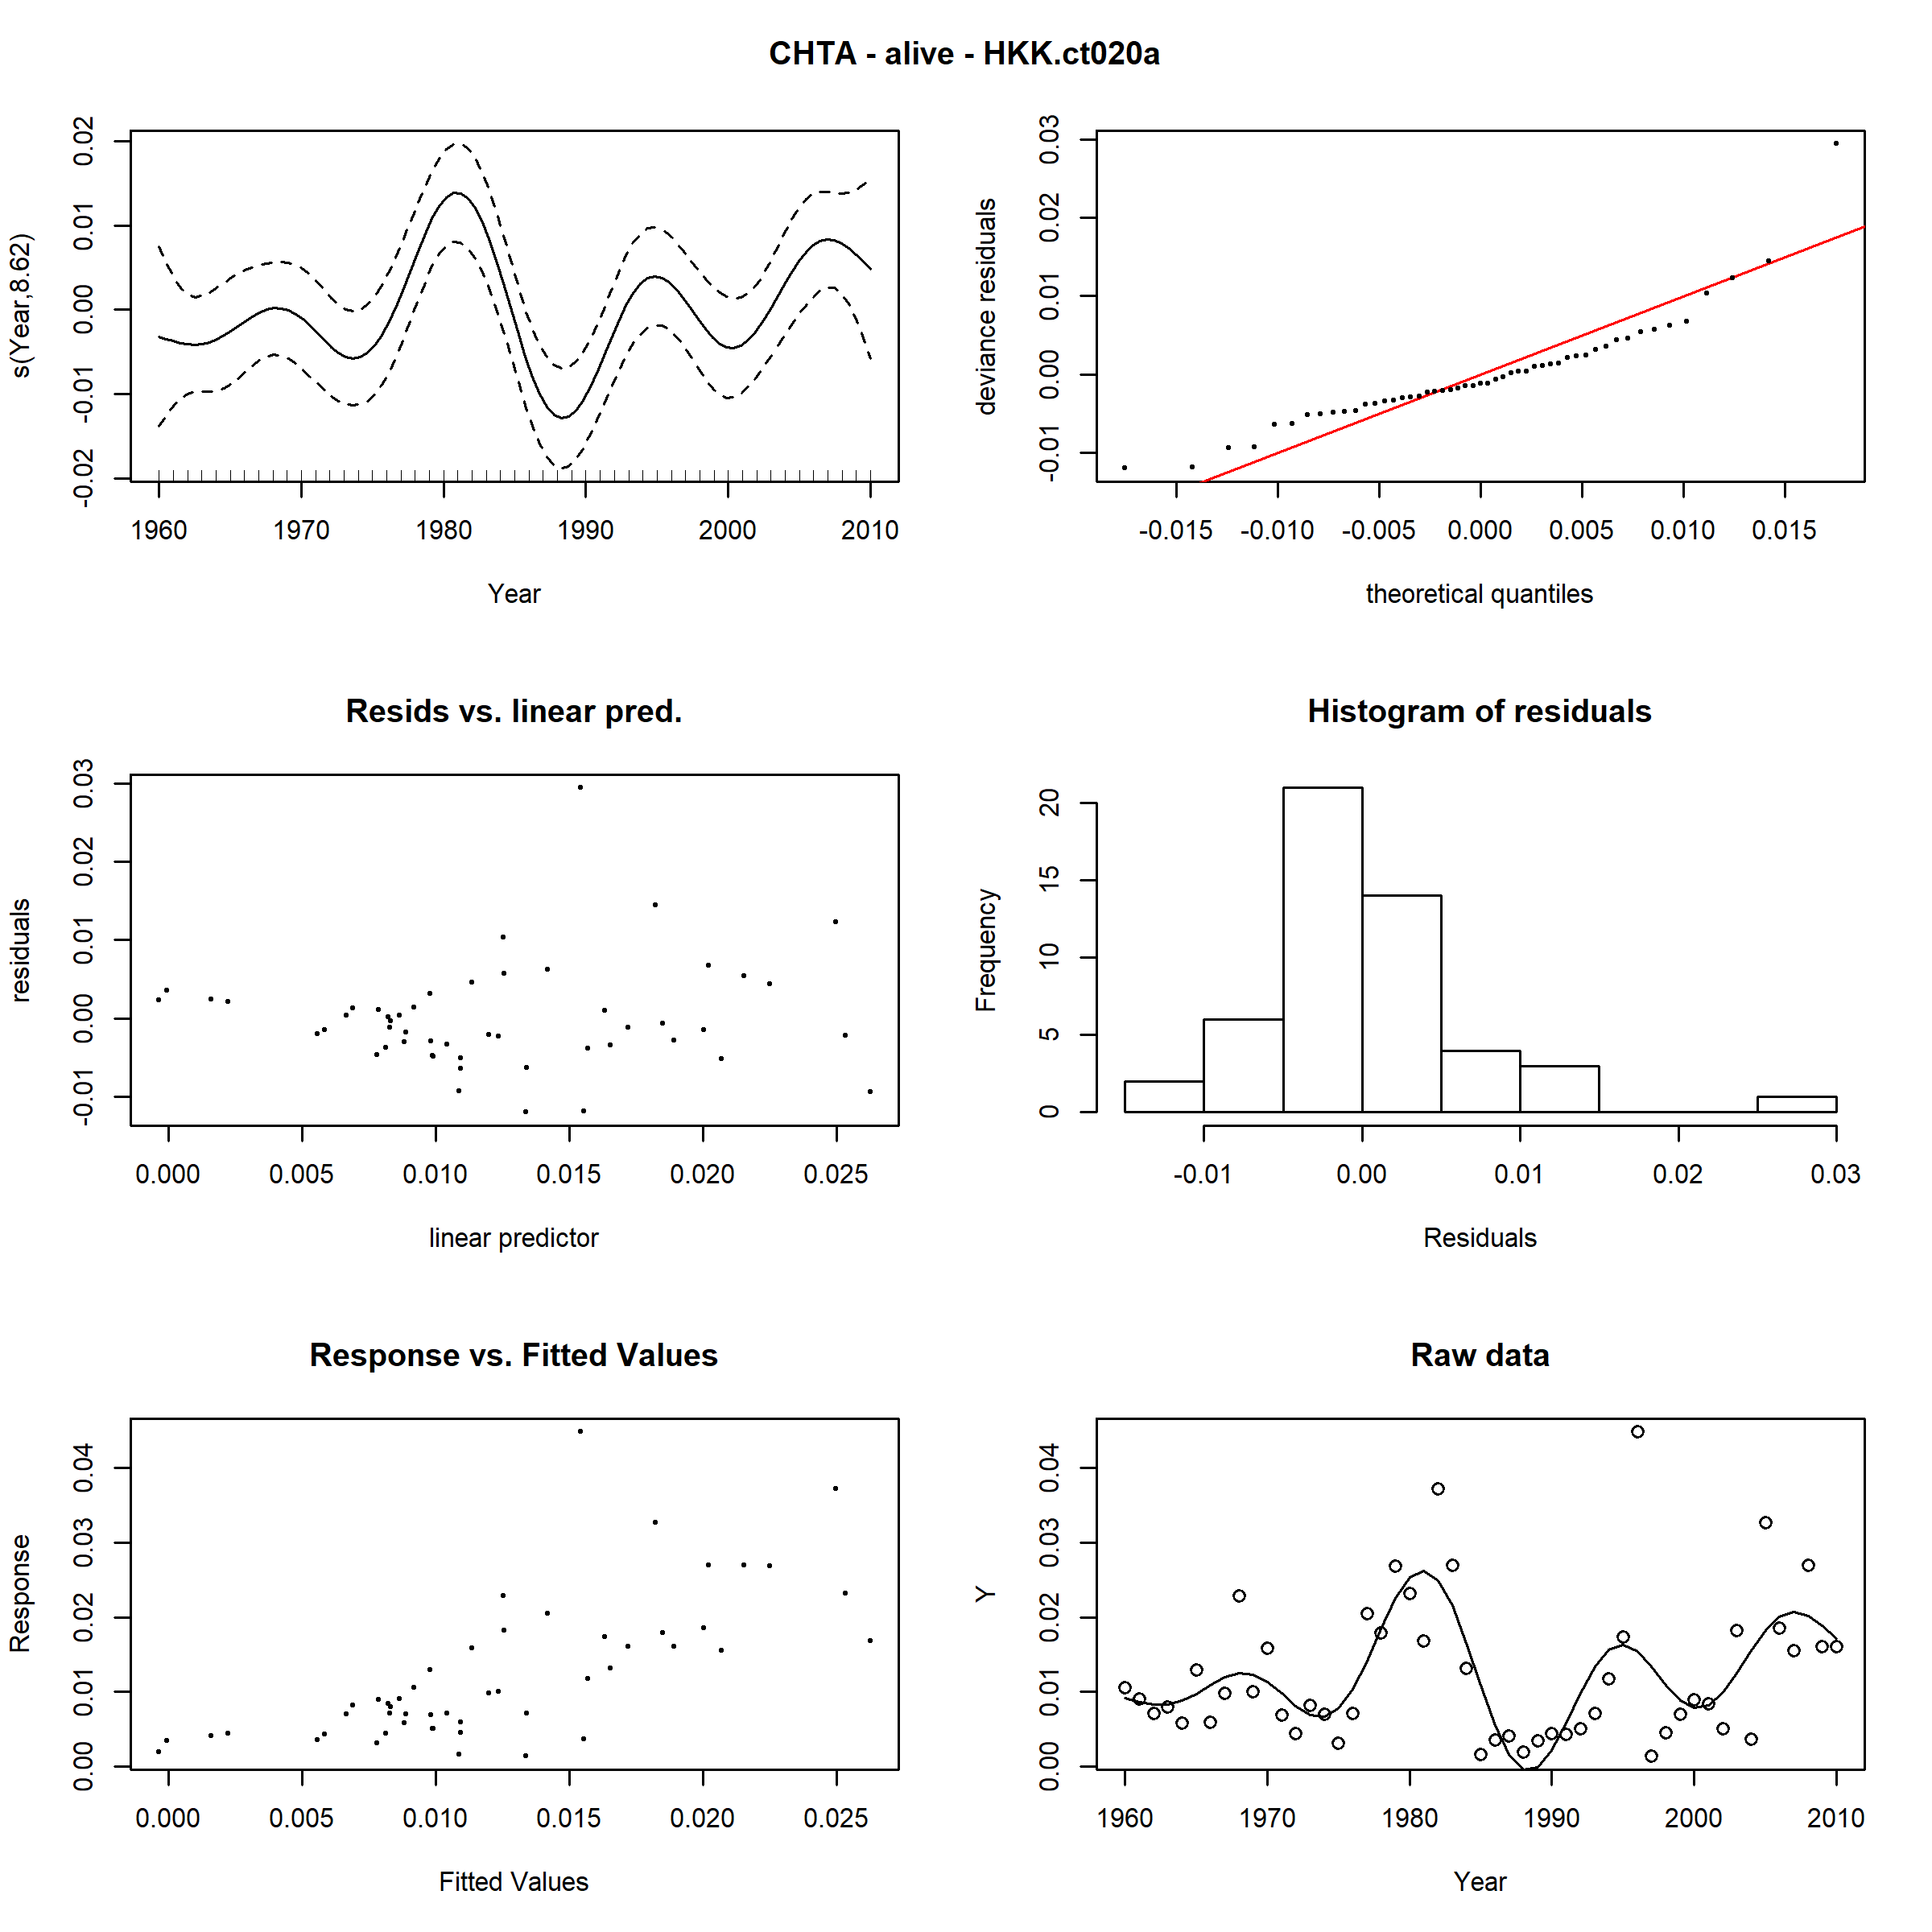 CHTA - alive - HKK.ct020a
s(Year,8.62)
-0.02 -0.01 0.00 0.01 0.02
1960 1970 1980 1990 2000 2010
Year
deviance residuals
-0.01 0.00 0.01 0.02 0.03
-0.015 -0.010 -0.005 0.000 0.005 0.010 0.015
theoretical quantiles
Resids vs. linear pred.
residuals
-0.01 0.00 0.01 0.02 0.03
0.000 0.005 0.010 0.015 0.020 0.025
linear predictor
Histogram of residuals
Frequency
0 5 10 15 20
-0.01 0.00 0.01 0.02 0.03
Residuals
Response vs. Fitted Values
Response
0.00 0.01 0.02 0.03 0.04
0.000 0.005 0.010 0.015 0.020 0.025
Fitted Values
Raw data
Y
0.00 0.01 0.02 0.03 0.04
1960 1970 1980 1990 2000 2010
Year